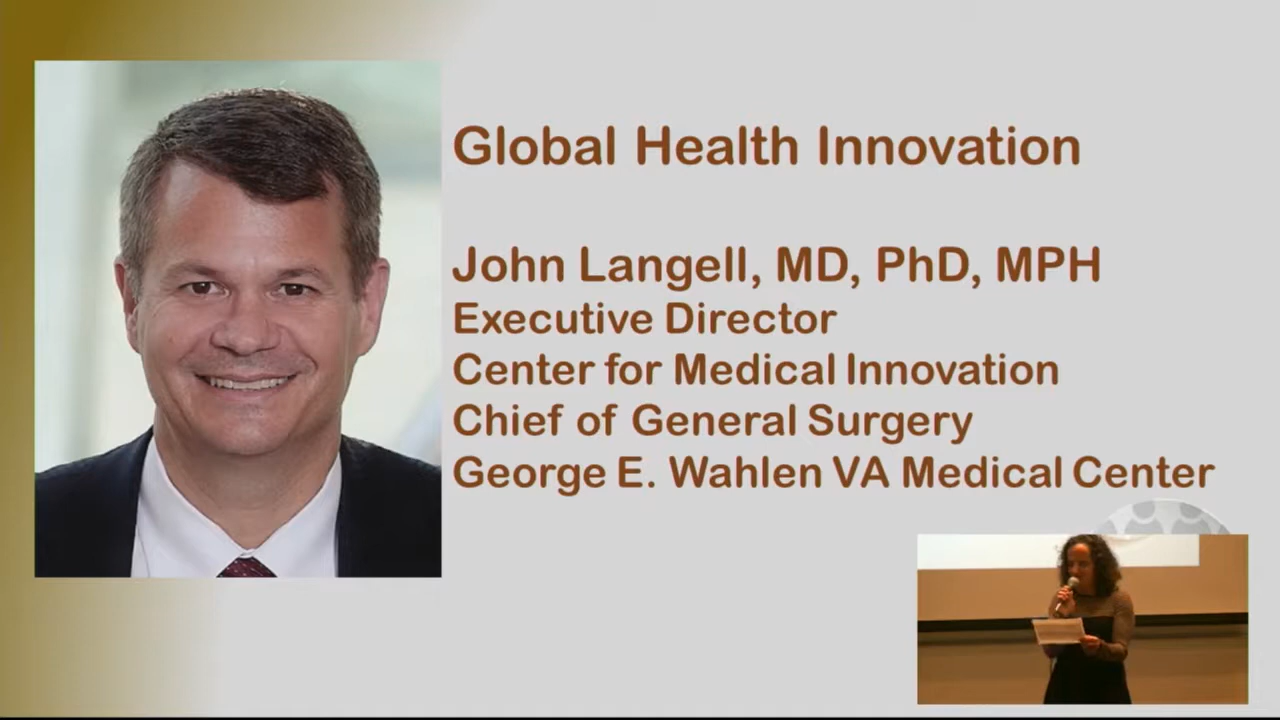 Global Health Innovation
John Langell, MD, PhD, MPH
Executive Director
Center for Medical Innovation
Chief of General Surgery
George E. Wahlen VA Medical Center